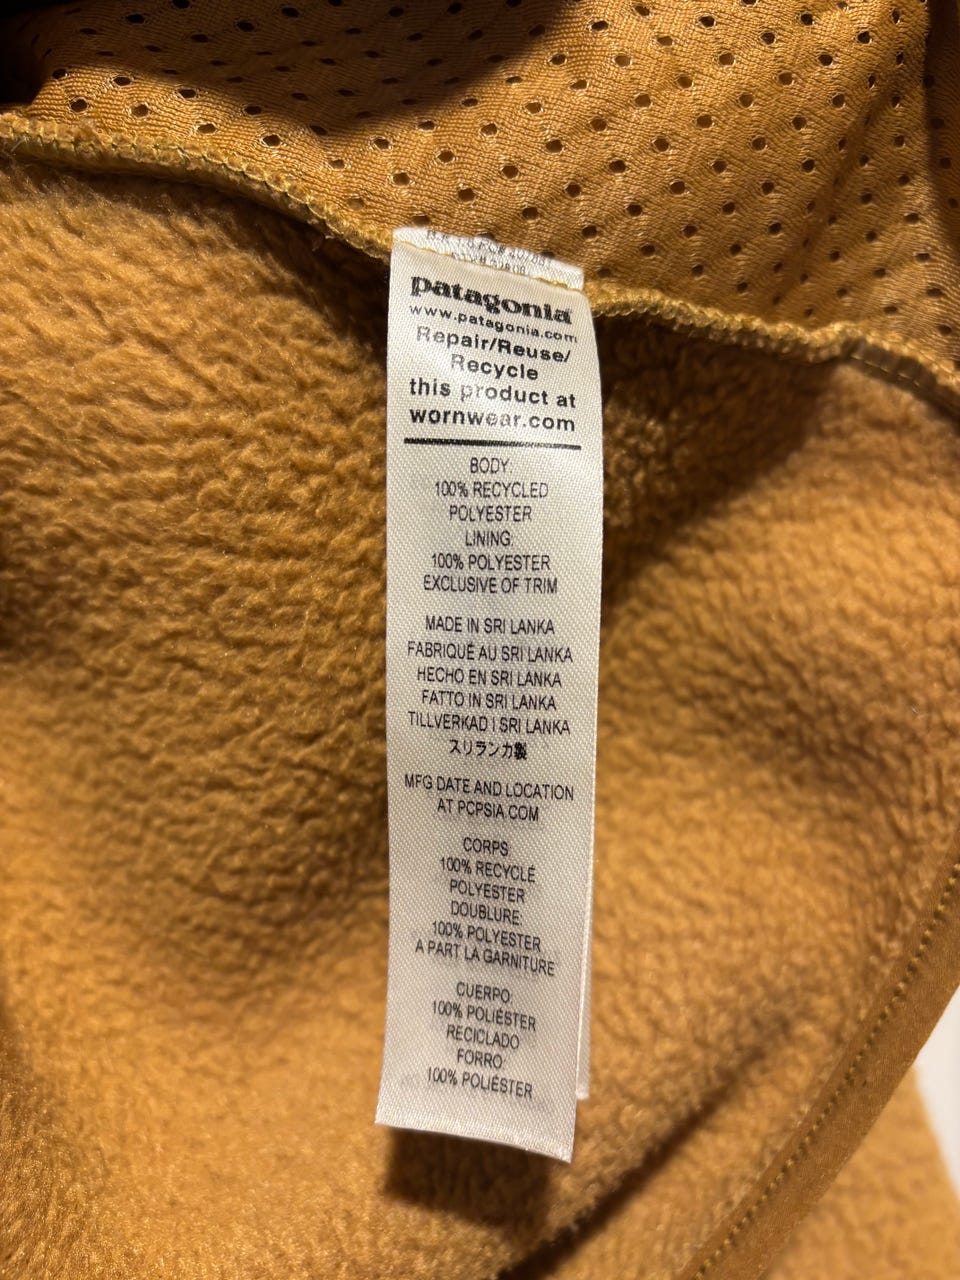 patagonia
www.patagonia.com
Repair/Reuse/
Recycle
this product at
wornwear.com
BODY:
100% RECYCLED
POLYESTER
LINING:
100% POLYESTER
EXCLUSIVE OF TRIM
MADE IN SRI LANKA
FABRIQUÉ AU SRI LANKA
HECHO EN SRI LANKA
FATTO IN SRI LANKA
TILLVERKAD I SRI LANKA
スリランカ製
MFG DATE AND LOCATION
AT PCPSIA.COM
CORPS:
100% RECYCLÉ
POLYESTER
DOUBLURE:
100% POLYESTER
A PART LA GARNITURE
CUERPO:
100% POLIÉSTER
RECICLADO
FORRO:
100% POLIÉSTER